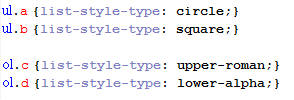 ul.a {list-style-type: circle;}
ul.b {list-style-type: square;}
ol.c {list-style-type: upper-roman;}
ol.d {list-style-type: lower-alpha;}